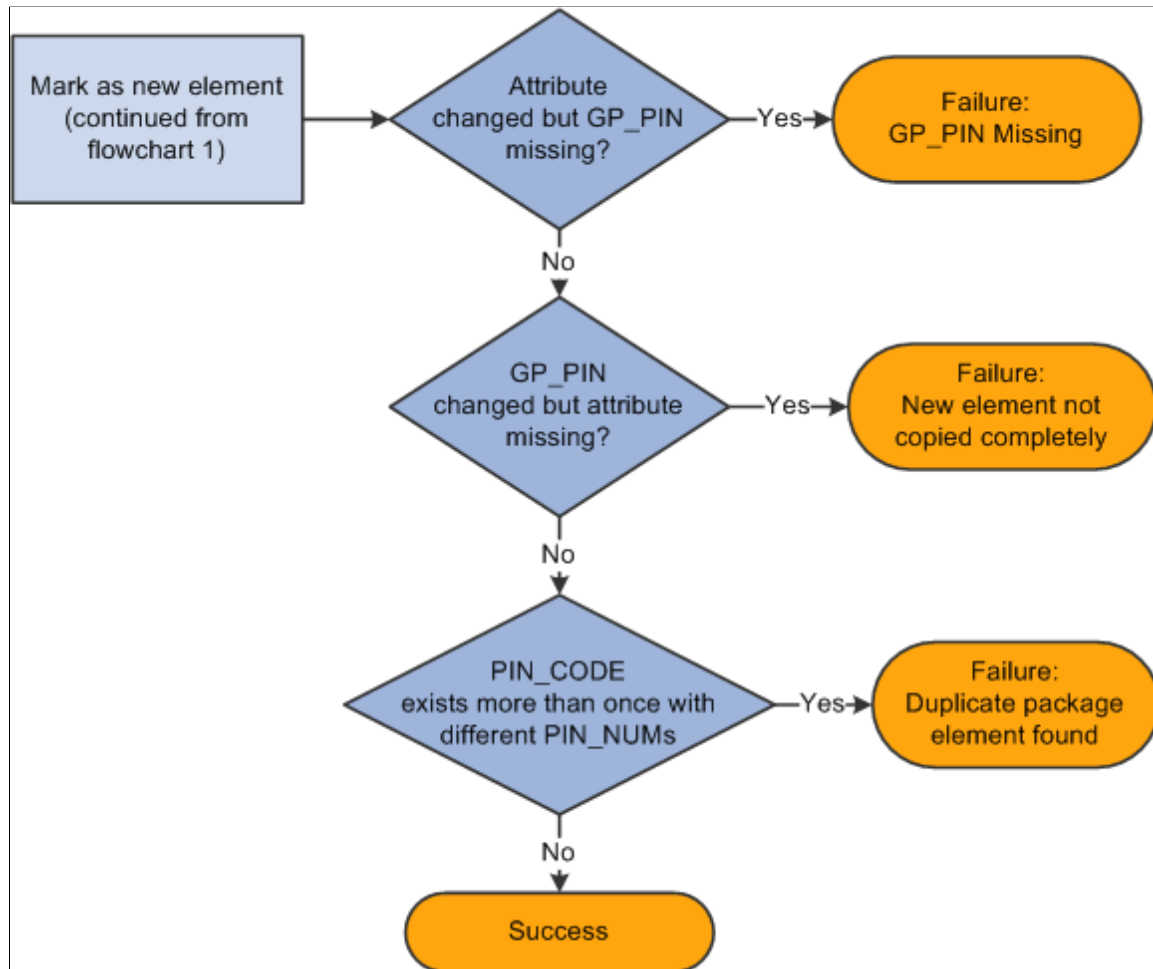 Mark as new element
(continued from
flowchart 1)
Attribute
changed but GP_PIN
missing?
Yes
Failure:
GP_PIN Missing
No
GP_PIN
changed but attribute
missing?
Yes
Failure:
New element not
copied completely
No
PIN_CODE
exists more than once with
different PIN_NUMs
Yes
Failure:
Duplicate package
element found
No
Success